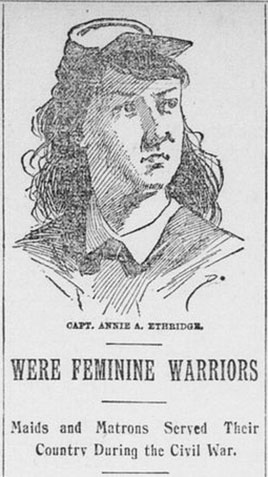 CAPT. ANNIE A. ETHRIDGE.
WERE FEMININE WARRIORS
Maids and Matrons Served Their
Country During the Civil War.